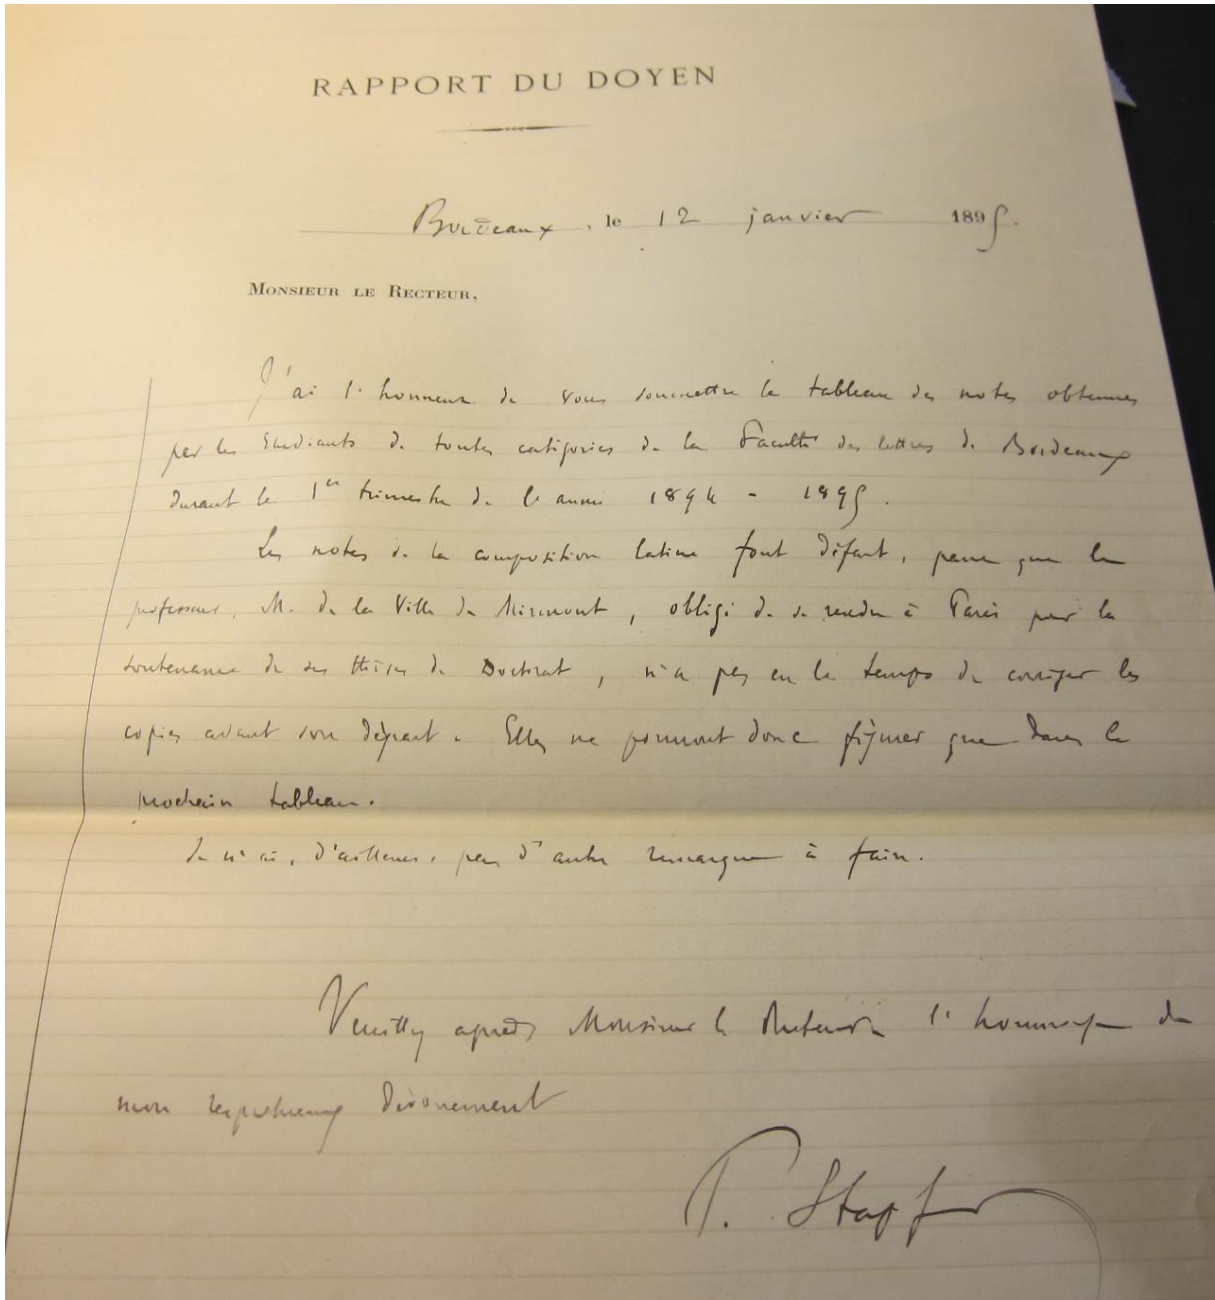 RAPPORT DU DOYEN
Bordeaux, le 12 janvier 1895.
MONSIEUR LE RECTEUR,
J'ai l'honneur de vous soumettre le tableau des notes obtenues
par les Etudiants de toutes catégories de la Faculté des lettres de Bordeaux
durant le 1er trimestre de l'année 1894 - 1895.
Les notes de la composition latine font défaut, parce que le
professeur, M. de la Ville de Mirmont, obligé de se rendre à Paris pour la
soutenance de ses thèses de Doctorat, n'a pas eu le temps de corriger les
copies avant son départ. Elles ne pourront donc figurer que dans le
prochain tableau.
Je n'ai, d'ailleurs, pas d'autre remarque à faire.
Veuillez agréer Monsieur le Recteur l'hommage de
mon respectueux dévouement
P. Stapfer